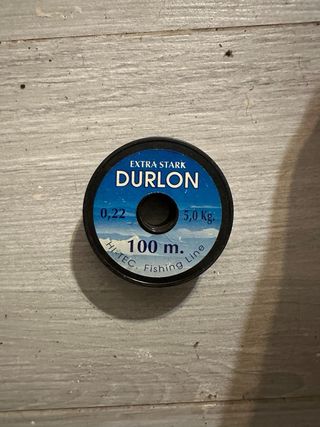 EXTRA STARK
DURLON
0,22 5,0 kg.
100 m.
HI-TEC. Fishing Line